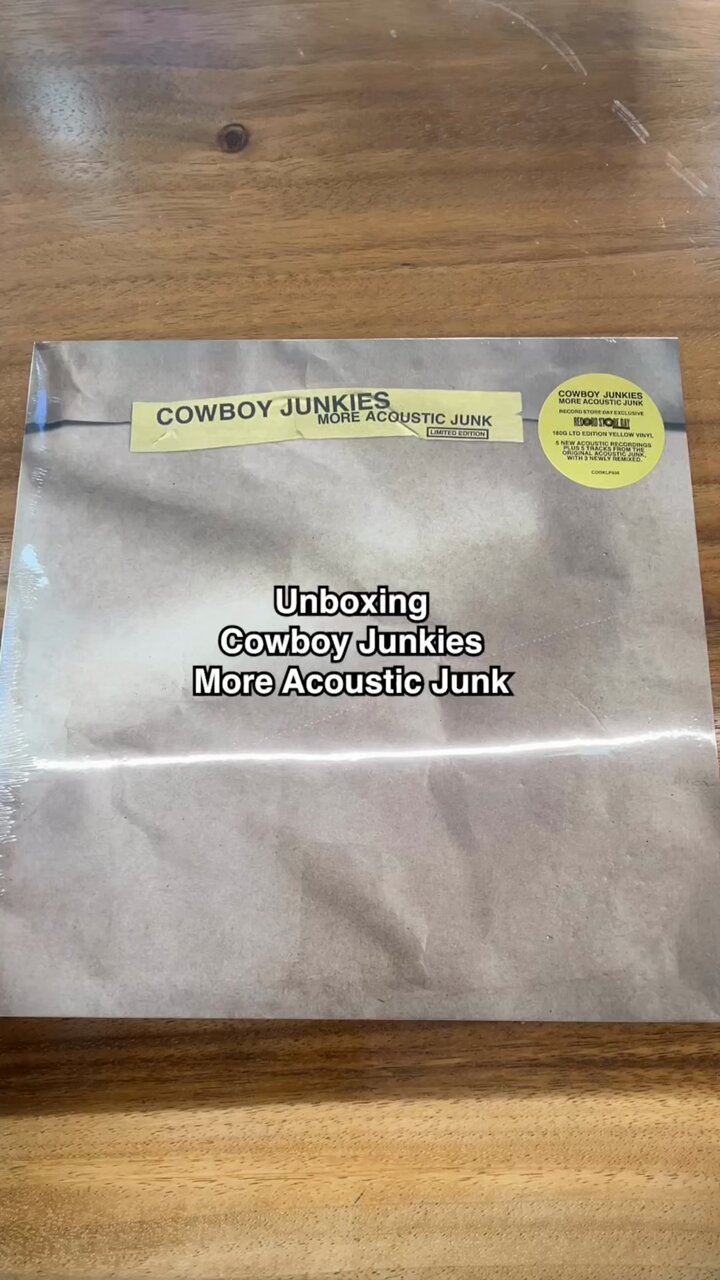 COWBOY JUNKIES
MORE ACOUSTIC JUNK
LIMITED EDITION
COWBOY JUNKIES
MORE ACOUSTIC JUNK
RECORD STORE DAY EXCLUSIVE
RECORD STORE DAY
180G LTD EDITION YELLOW VINYL
5 NEW ACOUSTIC RECORDINGS
PLUS 5 TRACKS FROM THE
ORIGINAL ACOUSTIC JUNK,
WITH 3 NEWLY REMIXED.
Unboxing
Cowboy Junkies
More Acoustic Junk